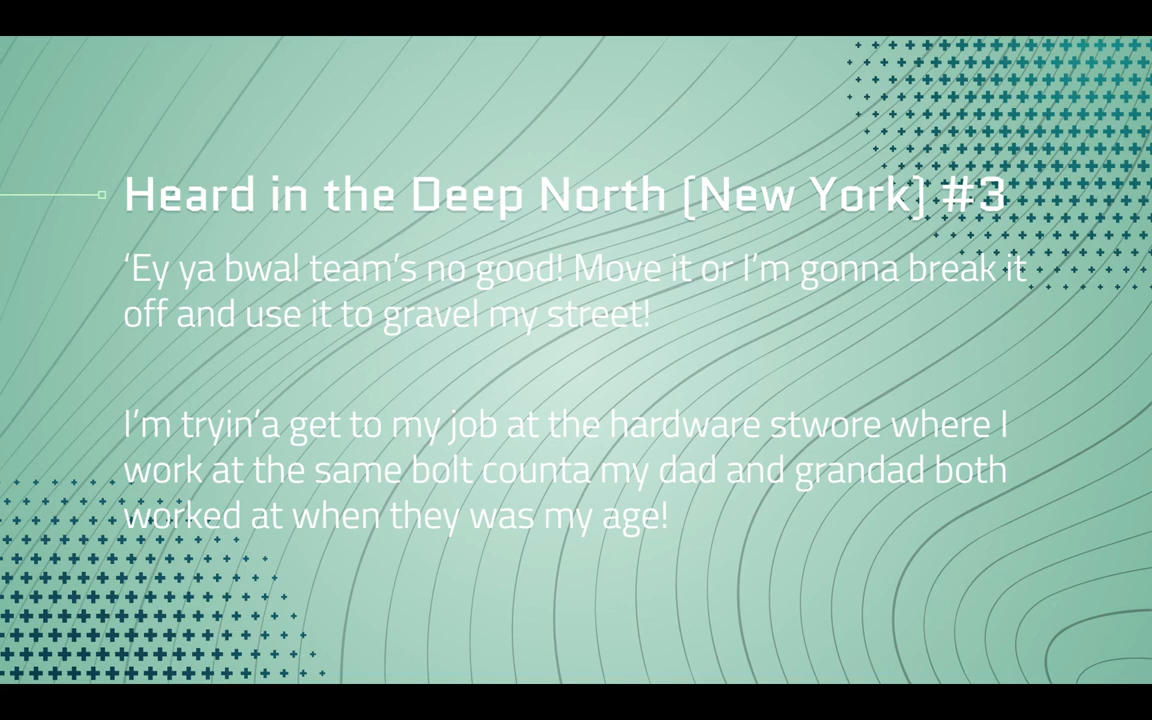 Heard in the Deep North (New York) #3
‘Ey ya bwal team’s no good! Move it or I’m gonna break it
off and use it to gravel my street!
I’m tryin’a get to my job at the hardware stwore where I
work at the same bolt counta my dad and grandad both
worked at when they was my age!